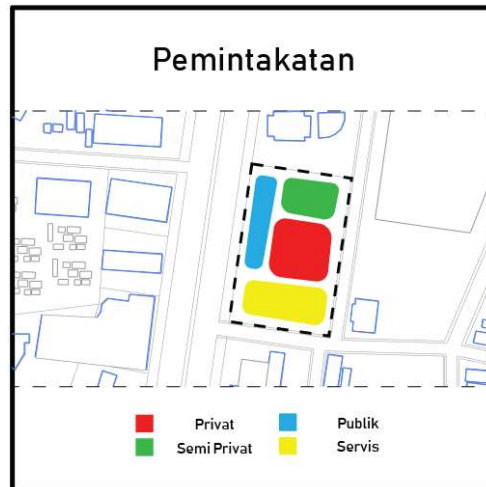 Pemintakatan
Privat
Publik
Semi Privat
Servis